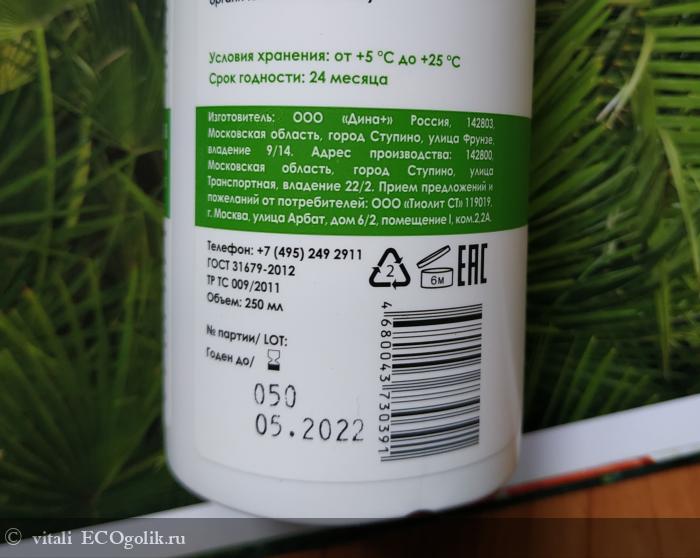 Условия хранения: от +5 °C до +25 °C
Срок годности: 24 месяца
Изготовитель: ООО «Дина+» Россия, 142803,
Московская область, город Ступино, улица Фрунзе,
владение 9/14. Адрес производства: 142800,
Московская область, город Ступино, улица
Транспортная, владение 22/2. Прием предложений и
пожеланий от потребителей: ООО «Тиолит СТ» 119019,
г. Москва, улица Арбат, дом 6/2, помещение I, ком.2,2А.
Телефон: +7 (495) 249 2911
ГОСТ 31679-2012
ТР ТС 009/2011
Объем: 250 мл
2
6м
EAC
№ партии/ LOT:
Годен до/
050
05.2022
4680043730391
© vitali ECOgolik.ru